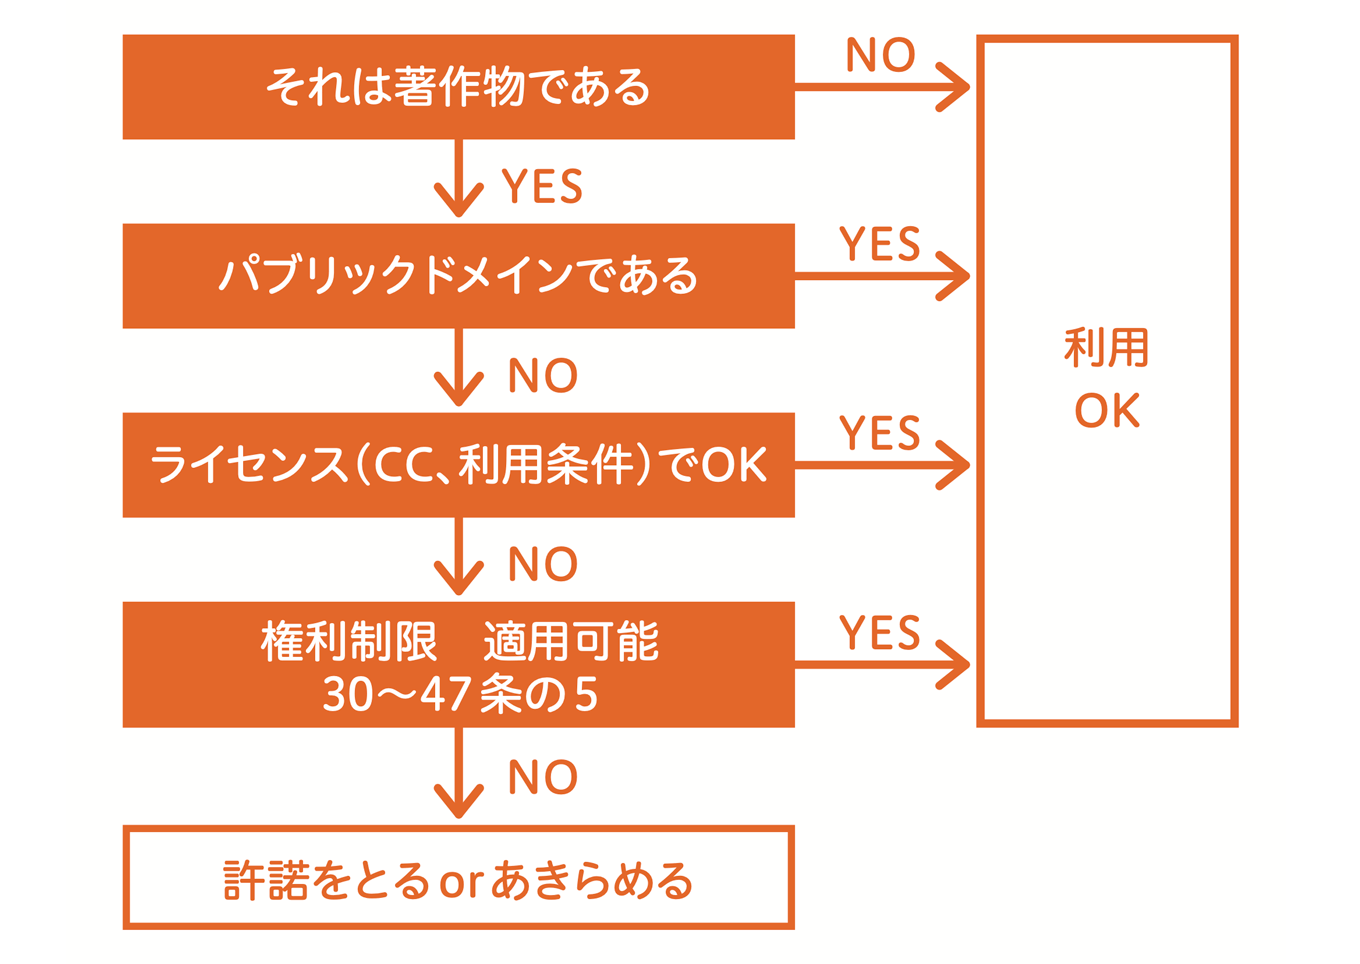 それは著作物である
NO
YES
パブリックドメインである
YES
NO
ライセンス（CC、利用条件）でOK
YES
NO
権利制限　適用可能
30〜47条の5
YES
NO
許諾をとるorあきらめる
利用
OK